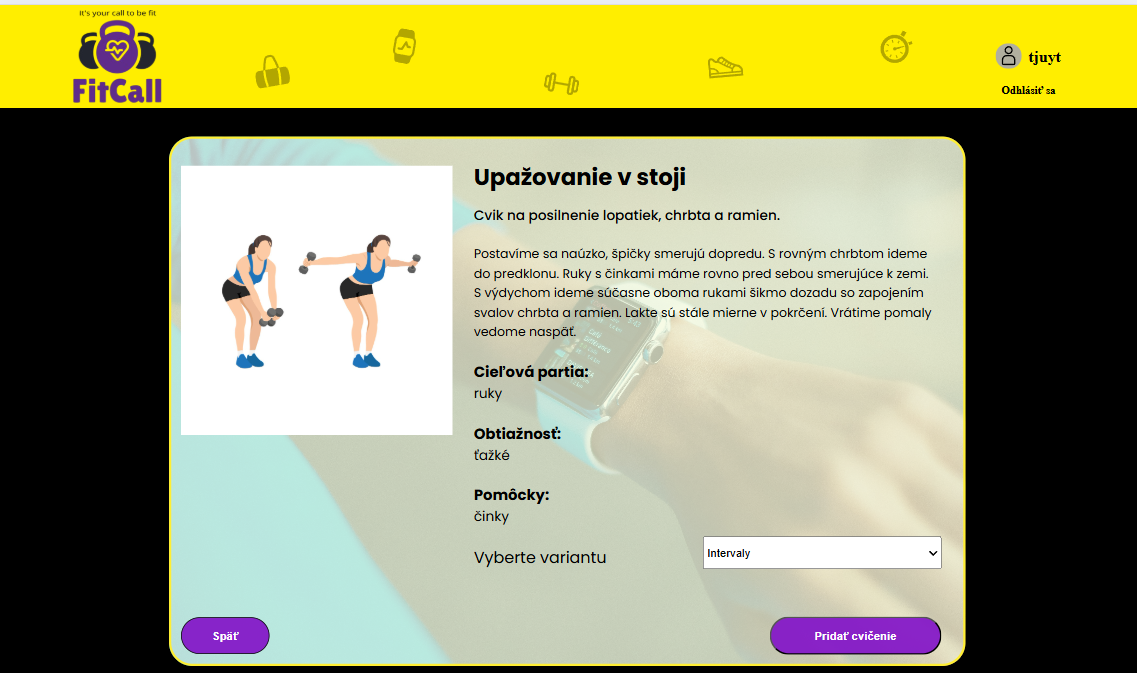 It's your call to be fit
FitCall
tjuyt
Odhlásiť sa
Upažovanie v stoji
Cvik na posilnenie lopatiek, chrbta a ramien.
Postavíme sa naúzko, špičky smerujú dopredu. S rovným chrbtom ideme
do predklonu. Ruky s činkami máme rovno pred sebou smerujúce k zemi.
S výdychom ideme súčasne oboma rukami šikmo dozadu so zapojením
svalov chrbta a ramien. Lakte sú stále mierne v pokrčení. Vrátime pomaly
vedome naspäť.
Cieľová partia:
ruky
Obtiažnosť:
ťažké
Pomôcky:
činky
Vyberte variantu
Intervaly
Späť
Pridať cvičenie